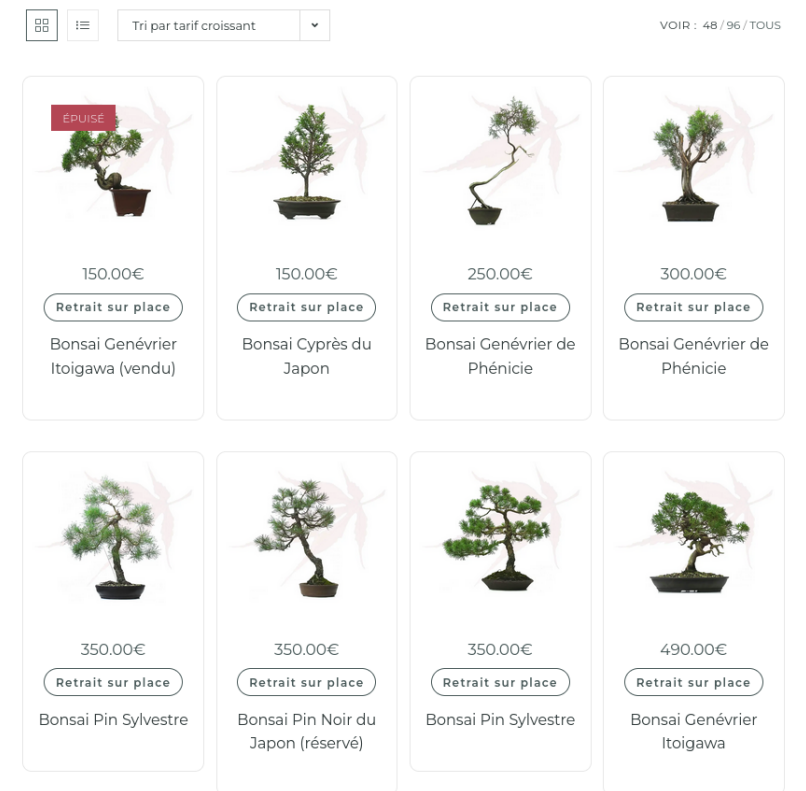 Tri par tarif croissant
VOIR : 48 / 96 / TOUS
ÉPUISÉ
150.00€
Retrait sur place
Bonsai Genévrier
Itoigawa (vendu)
150.00€
Retrait sur place
Bonsai Cyprès du
Japon
250.00€
Retrait sur place
Bonsai Genévrier de
Phénicie
300.00€
Retrait sur place
Bonsai Genévrier de
Phénicie
350.00€
Retrait sur place
Bonsai Pin Sylvestre
350.00€
Retrait sur place
Bonsai Pin Noir du
Japon (réservé)
350.00€
Retrait sur place
Bonsai Pin Sylvestre
490.00€
Retrait sur place
Bonsai Genévrier
Itoigawa